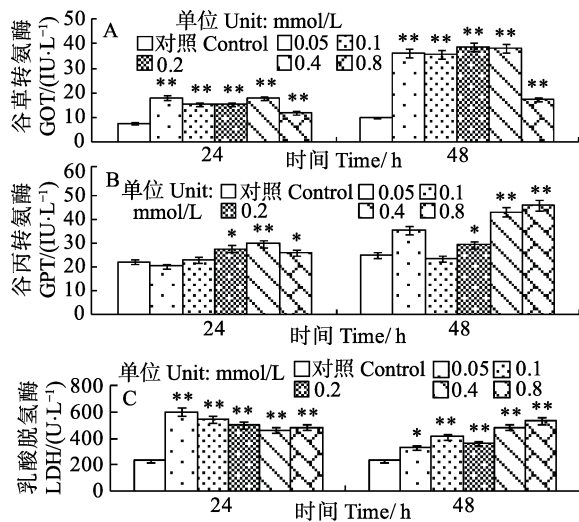 A
单位 Unit: mmol/L
对照 Control 0.05 0.1
0.2 0.4 0.8
谷草转氨酶
GOT/(IU·L⁻¹)
50
40
30
20
10
0
** ** ** ** **
** ** ** ** **
24 48
时间 Time/ h
B
单位 Unit: 对照 Control 0.05 0.1
mmol/L 0.2 0.4 0.8
谷丙转氨酶
GPT/(IU·L⁻¹)
60
50
40
30
20
10
0
* ** *
* ** **
24 48
时间 Time/ h
C
单位 Unit: mmol/L 对照 Control 0.05 0.1
0.2 0.4 0.8
乳酸脱氢酶
LDH/(U·L⁻¹)
800
600
400
200
0
** ** ** ** **
* ** ** ** **
24 48
时间 Time/ h